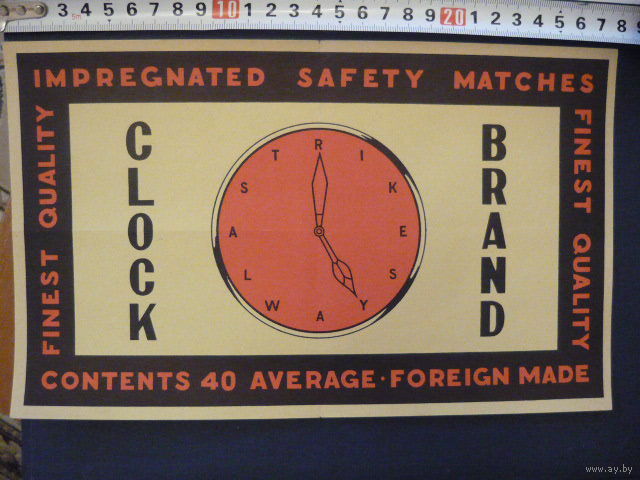 3 4 5 6 7 8 9 10 1 2 3 4 5 6 7 8 9 20 1 2 3 4 5 6 7 8
5m
IMPREGNATED SAFETY MATCHES
FINEST QUALITY
CLOCK
STRIKES
ALWAYS
BRAND
FINEST QUALITY
CONTENTS 40 AVERAGE·FOREIGN MADE
www.ay.by